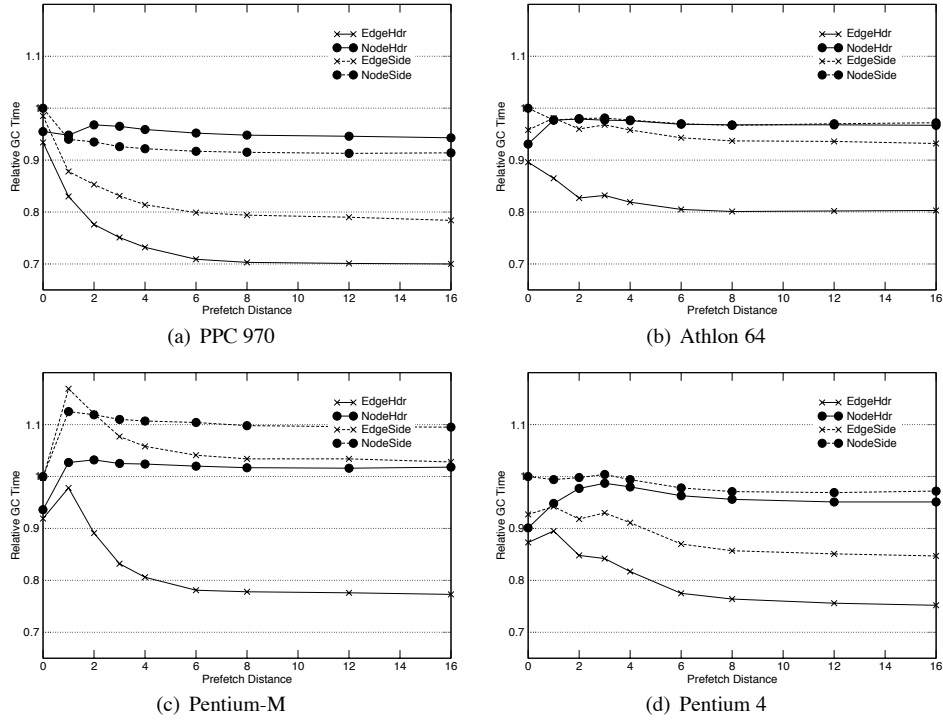 1.1
1
0.9
0.8
0.7
Relative GC Time
EdgeHdr
NodeHdr
EdgeSide
NodeSide
0 2 4 6 8 10 12 14 16
Prefetch Distance
(a) PPC 970
1.1
1
0.9
0.8
0.7
Relative GC Time
EdgeHdr
NodeHdr
EdgeSide
NodeSide
0 2 4 6 8 10 12 14 16
Prefetch Distance
(b) Athlon 64
1.1
1
0.9
0.8
0.7
Relative GC Time
EdgeHdr
NodeHdr
EdgeSide
NodeSide
0 2 4 6 8 10 12 14 16
Prefetch Distance
(c) Pentium-M
1.1
1
0.9
0.8
0.7
Relative GC Time
EdgeHdr
NodeHdr
EdgeSide
NodeSide
0 2 4 6 8 10 12 14 16
Prefetch Distance
(d) Pentium 4